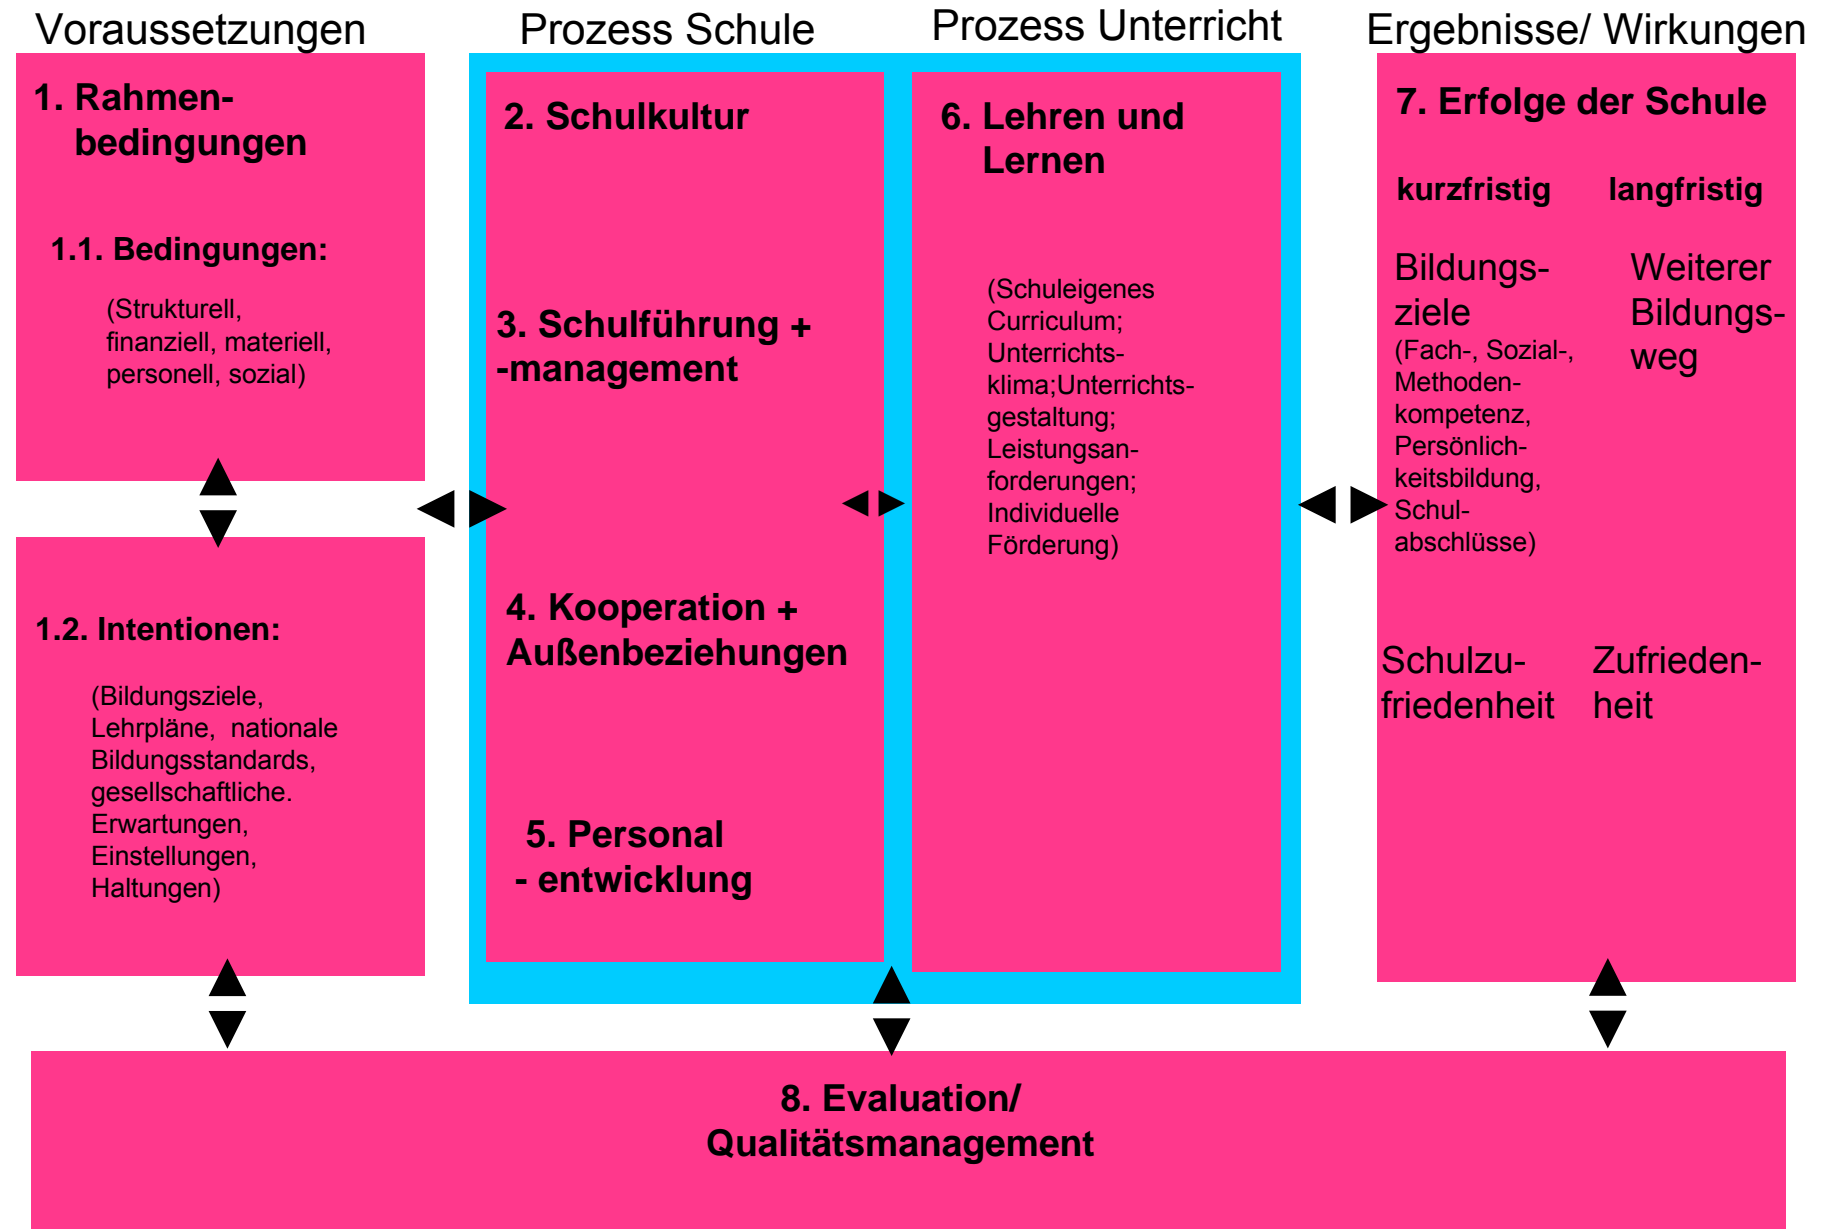 Voraussetzungen
1. Rahmen-
bedingungen
1.1. Bedingungen:
(Strukturell,
finanziell, materiell,
personell, sozial)
1.2. Intentionen:
(Bildungsziele,
Lehrpläne,  nationale
Bildungsstandards,
gesellschaftliche.
Erwartungen,
Einstellungen,
Haltungen)
Prozess Schule
2. Schulkultur
3. Schulführung +
-management
4. Kooperation +
Außenbeziehungen
5. Personal
- entwicklung
Prozess Unterricht
6. Lehren und
Lernen
(Schuleigenes
Curriculum;
Unterrichts-
klima;Unterrichts-
gestaltung;
Leistungsan-
forderungen;
Individuelle
Förderung)
Ergebnisse/ Wirkungen
7. Erfolge der Schule
kurzfristig
Bildungs-
ziele
(Fach-, Sozial-,
Methoden-
kompetenz,
Persönlich-
keitsbildung,
Schul-
abschlüsse)
Schulzu-
friedenheit
langfristig
Weiterer
Bildungs-
weg
Zufrieden-
heit
8. Evaluation/
Qualitätsmanagement